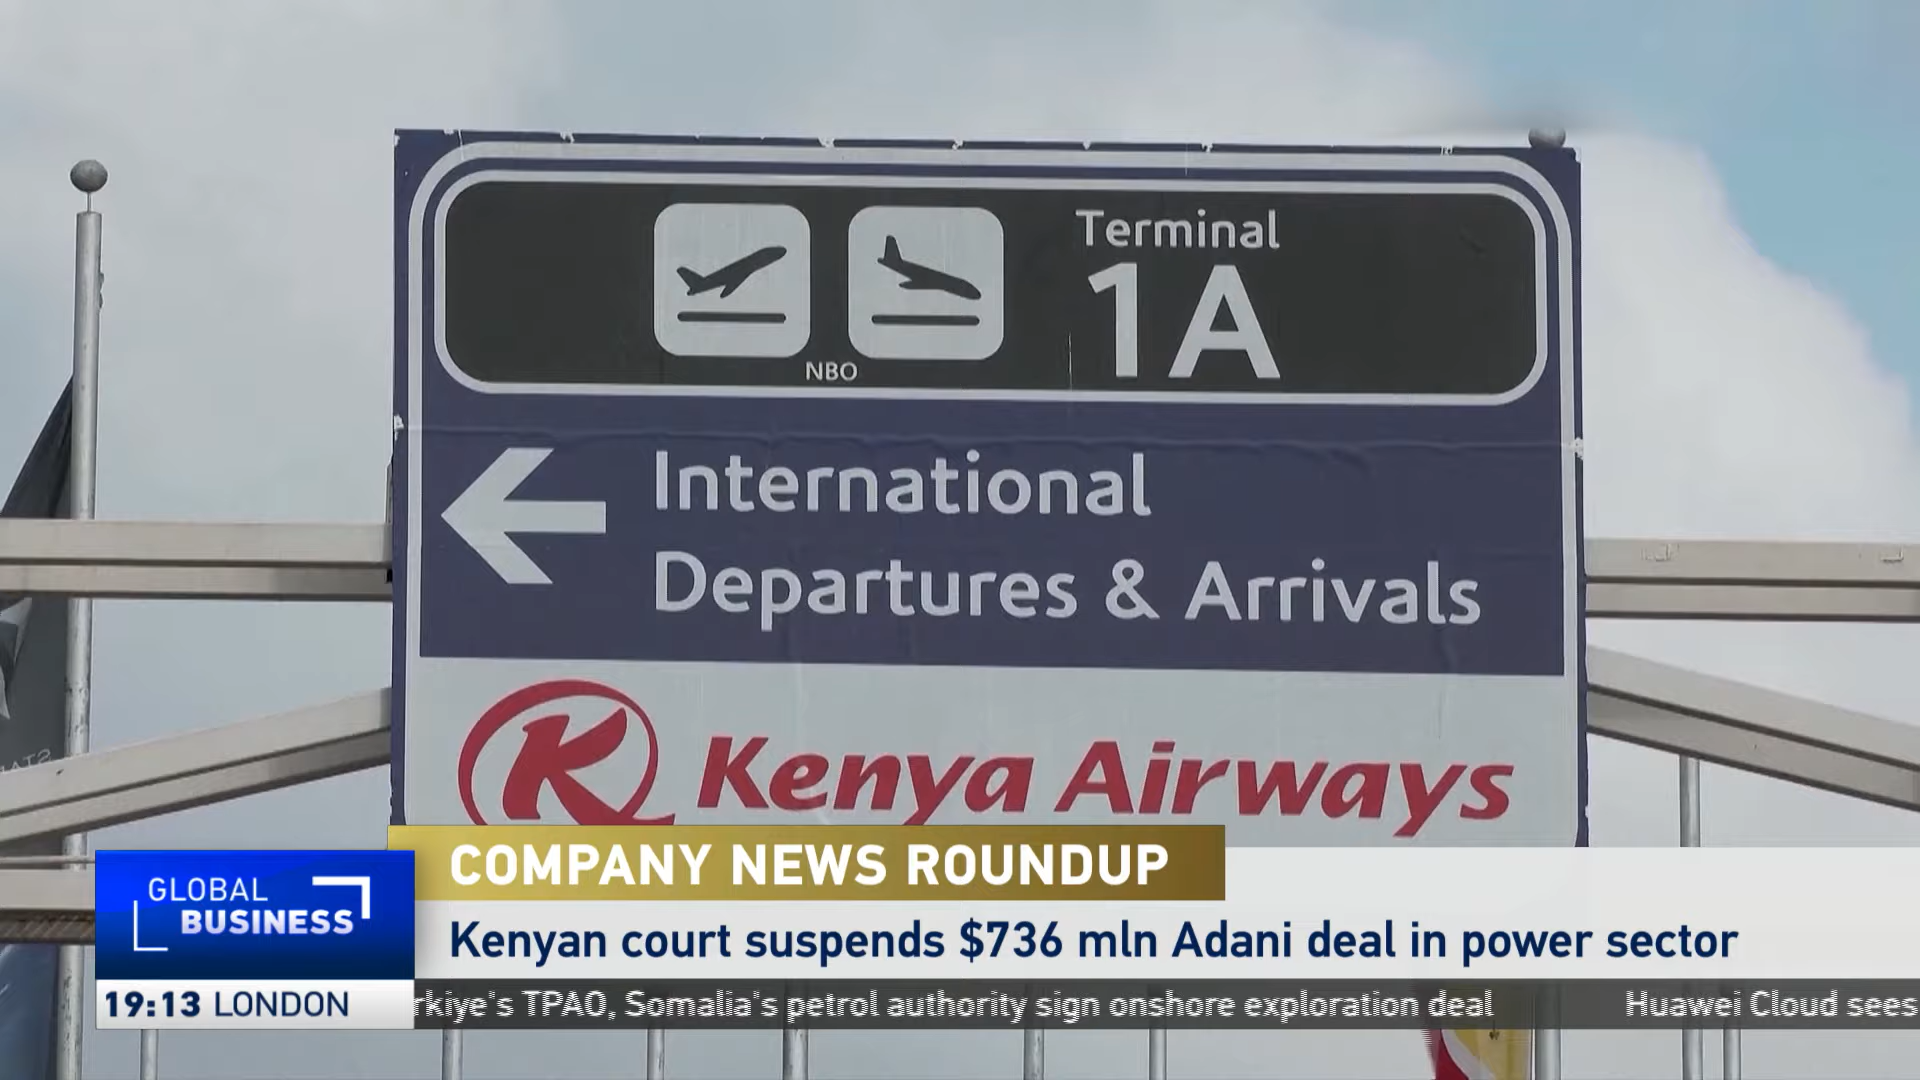 Terminal
1A
NBO
International
Departures & Arrivals
Kenya Airways
COMPANY NEWS ROUNDUP
GLOBAL
BUSINESS
Kenyan court suspends $736 mln Adani deal in power sector
19:13 LONDON
TPAO, Somalia's petrol authority sign onshore exploration deal
Huawei Cloud sees